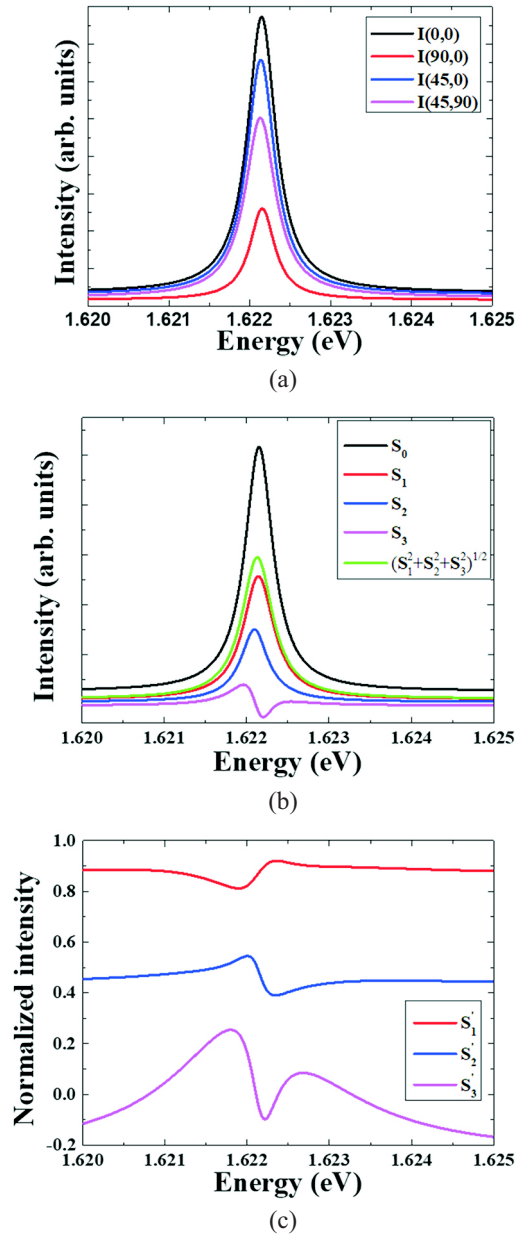 Intensity (arb. units)
I(0,0)
I(90,0)
I(45,0)
I(45,90)
1.620 1.621 1.622 1.623 1.624 1.625
Energy (eV)
(a)
Intensity (arb. units)
S₀
S₁
S₂
S₃
(S₁²+S₂²+S₃²)^1/2
1.620 1.621 1.622 1.623 1.624 1.625
Energy (eV)
(b)
Normalized intensity
1.0
0.8
0.6
0.4
0.2
0.0
-0.2
S₁'
S₂'
S₃'
1.620 1.621 1.622 1.623 1.624 1.625
Energy (eV)
(c)